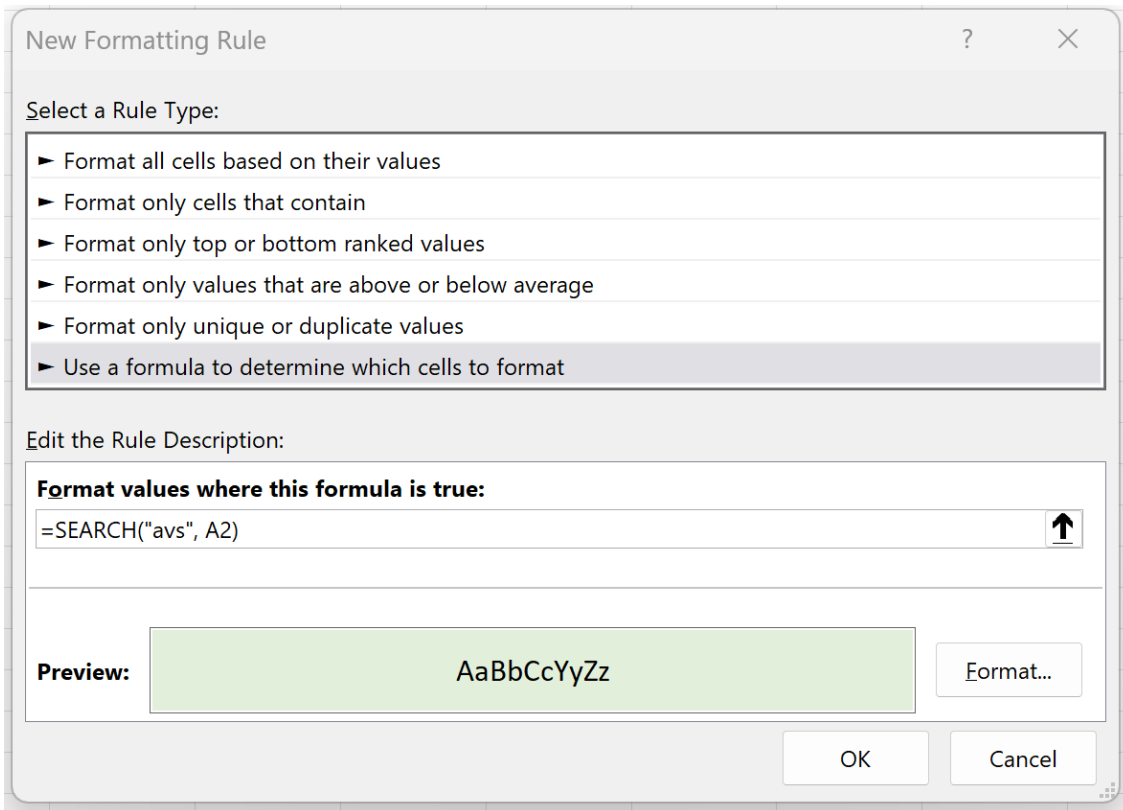 New Formatting Rule ?
Select a Rule Type:
► Format all cells based on their values
► Format only cells that contain
► Format only top or bottom ranked values
► Format only values that are above or below average
► Format only unique or duplicate values
► Use a formula to determine which cells to format
Edit the Rule Description:
Format values where this formula is true:
=SEARCH("avs", A2)
Preview: AaBbCcYyZz Format...
OK Cancel